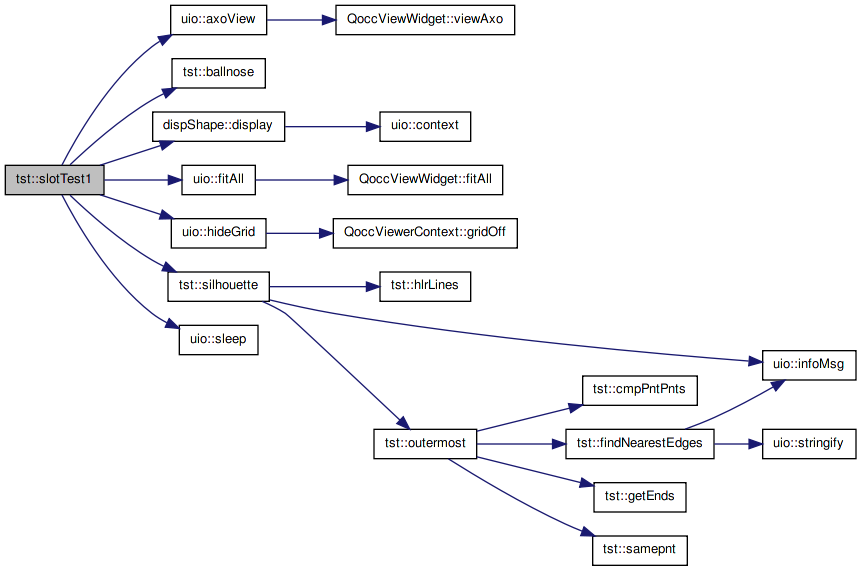 uio::axoView
QoccViewWidget::viewAxo
tst::ballnose
dispShape::display
uio::context
tst::slotTest1
uio::fitAll
QoccViewWidget::fitAll
uio::hideGrid
QoccViewerContext::gridOff
tst::silhouette
tst::hlrLines
uio::sleep
uio::infoMsg
tst::cmpPntPnts
tst::outermost
tst::findNearestEdges
uio::stringify
tst::getEnds
tst::samepnt